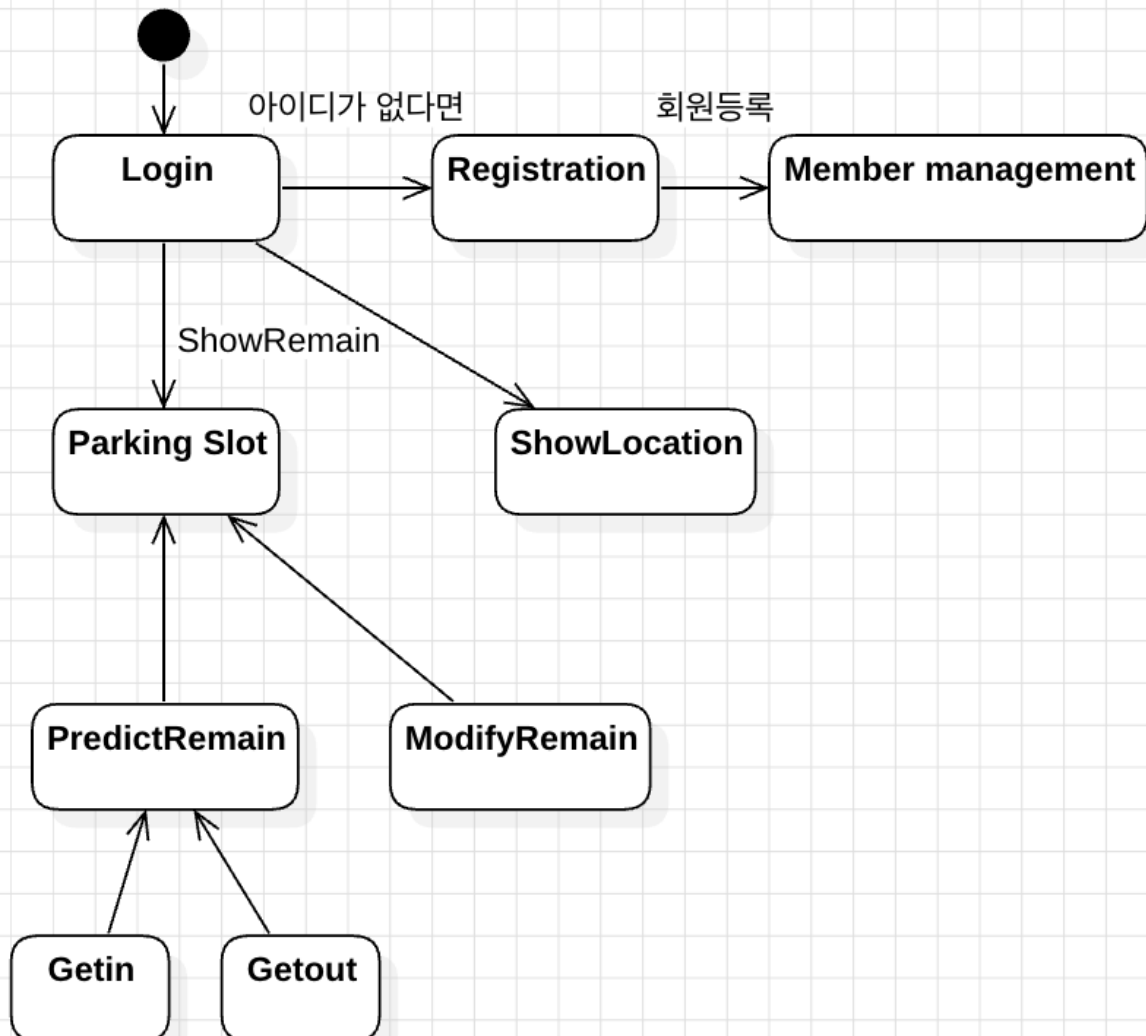 아이디가 없다면
회원등록
Login
Registration
Member management
ShowRemain
Parking Slot
ShowLocation
PredictRemain
ModifyRemain
Getin
Getout